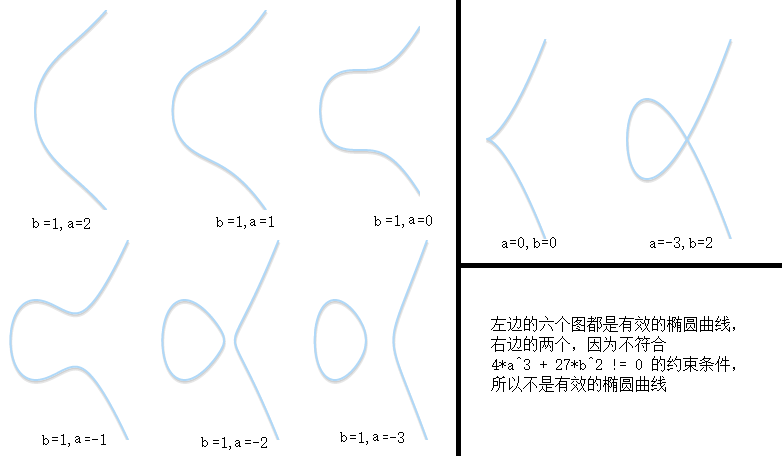 b=1,a=2
b=1,a=1
b=1,a=0
b=1,a=-1
b=1,a=-2
b=1,a=-3
a=0,b=0
a=-3,b=2
左边的六个图都是有效的椭圆曲线，
右边的两个，因为不符合
4*a^3 + 27*b^2 != 0 的约束条件，
所以不是有效的椭圆曲线